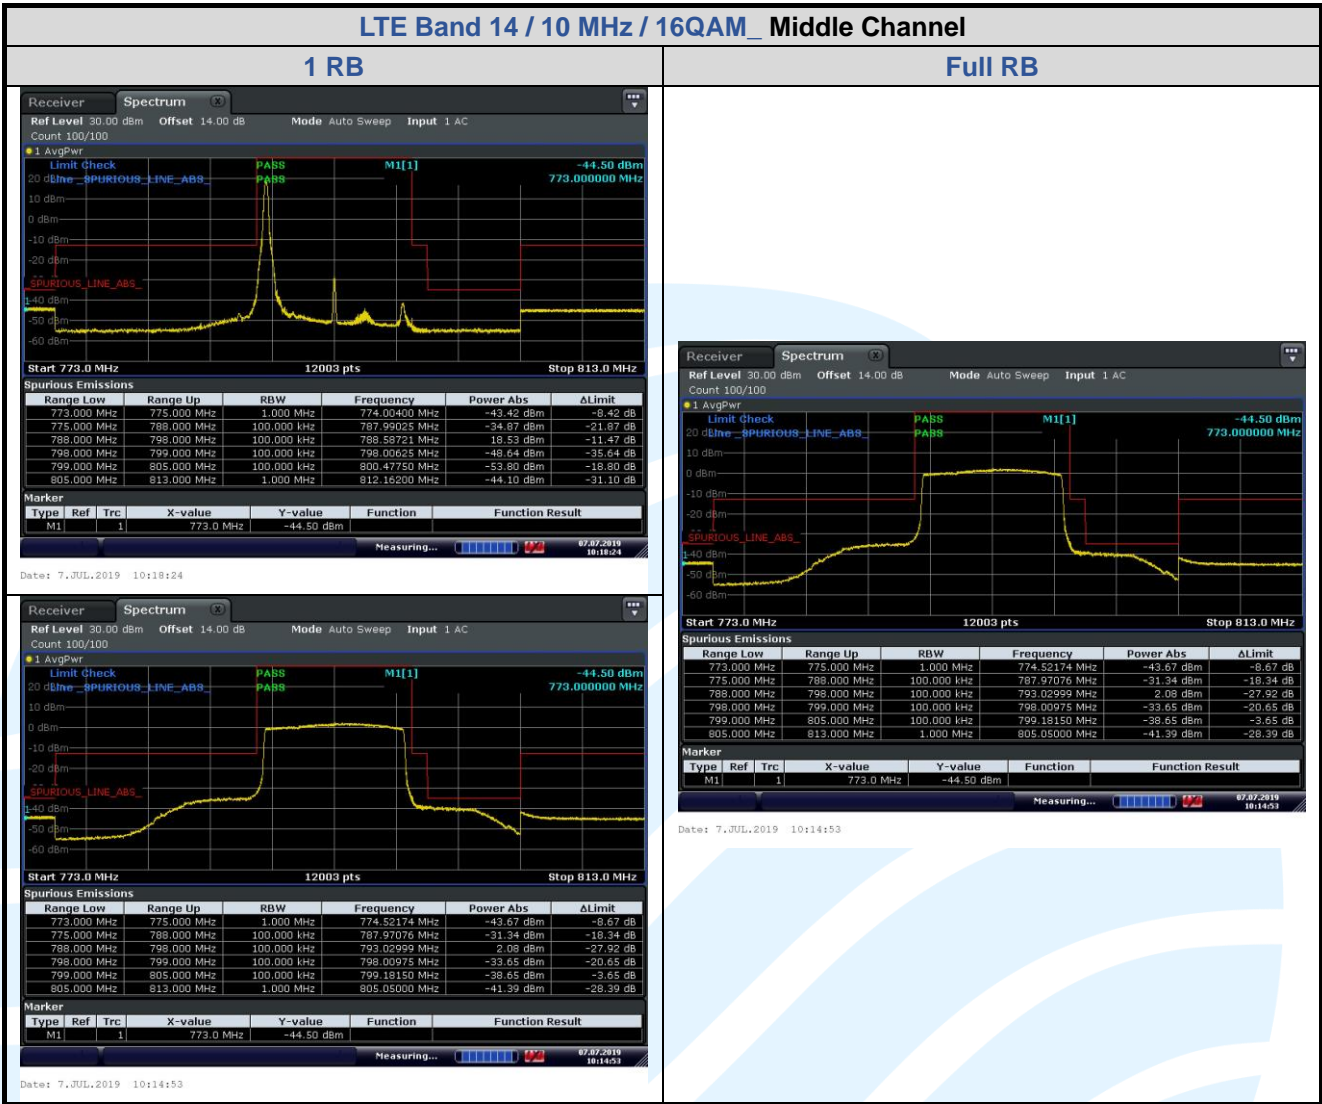 LTE Band 14 / 10 MHz / 16QAM_ Middle Channel
1 RB
Full RB
Receiver Spectrum
Ref Level 30.00 dBm Offset 14.00 dB Mode Auto Sweep Input 1 AC
Count 100/100
1 AvgPwr
Limit Check PASS M1[1] -44.50 dBm
20 dBm Line _SPURIOUS_LINE_ABS_ PASS 773.000000 MHz
10 dBm
0 dBm
-10 dBm
-20 dBm
_SPURIOUS_LINE_ABS_
-40 dBm
-50 dBm
-60 dBm
Start 773.0 MHz 12003 pts Stop 813.0 MHz
Spurious Emissions
Range Low Range Up RBW Frequency Power Abs ΔLimit
773.000 MHz 775.000 MHz 1.000 MHz 774.00400 MHz -43.42 dBm -8.42 dB
775.000 MHz 788.000 MHz 100.000 kHz 787.99025 MHz -34.87 dBm -21.87 dB
788.000 MHz 798.000 MHz 100.000 kHz 788.58721 MHz 18.53 dBm -11.47 dB
798.000 MHz 799.000 MHz 100.000 kHz 798.00625 MHz -48.64 dBm -35.64 dB
799.000 MHz 805.000 MHz 100.000 kHz 800.47750 MHz -53.80 dBm -18.80 dB
805.000 MHz 813.000 MHz 1.000 MHz 812.16200 MHz -44.10 dBm -31.10 dB
Marker
Type Ref Trc X-value Y-value Function Function Result
M1 1 773.0 MHz -44.50 dBm
Measuring... 07.07.2019
10:18:24
Date: 7.JUL.2019 10:18:24
Receiver Spectrum
Ref Level 30.00 dBm Offset 14.00 dB Mode Auto Sweep Input 1 AC
Count 100/100
1 AvgPwr
Limit Check PASS M1[1] -44.50 dBm
20 dBm Line _SPURIOUS_LINE_ABS_ PASS 773.000000 MHz
10 dBm
0 dBm
-10 dBm
-20 dBm
_SPURIOUS_LINE_ABS_
-40 dBm
-50 dBm
-60 dBm
Start 773.0 MHz 12003 pts Stop 813.0 MHz
Spurious Emissions
Range Low Range Up RBW Frequency Power Abs ΔLimit
773.000 MHz 775.000 MHz 1.000 MHz 774.52174 MHz -43.67 dBm -8.67 dB
775.000 MHz 788.000 MHz 100.000 kHz 787.97076 MHz -31.34 dBm -18.34 dB
788.000 MHz 798.000 MHz 100.000 kHz 793.02999 MHz 2.08 dBm -27.92 dB
798.000 MHz 799.000 MHz 100.000 kHz 798.00975 MHz -33.65 dBm -20.65 dB
799.000 MHz 805.000 MHz 100.000 kHz 799.18150 MHz -38.65 dBm -3.65 dB
805.000 MHz 813.000 MHz 1.000 MHz 805.05000 MHz -41.39 dBm -28.39 dB
Marker
Type Ref Trc X-value Y-value Function Function Result
M1 1 773.0 MHz -44.50 dBm
Measuring... 07.07.2019
10:14:53
Date: 7.JUL.2019 10:14:53
Receiver Spectrum
Ref Level 30.00 dBm Offset 14.00 dB Mode Auto Sweep Input 1 AC
Count 100/100
1 AvgPwr
Limit Check PASS M1[1] -44.50 dBm
20 dBm Line _SPURIOUS_LINE_ABS_ PASS 773.000000 MHz
10 dBm
0 dBm
-10 dBm
-20 dBm
_SPURIOUS_LINE_ABS_
-40 dBm
-50 dBm
-60 dBm
Start 773.0 MHz 12003 pts Stop 813.0 MHz
Spurious Emissions
Range Low Range Up RBW Frequency Power Abs ΔLimit
773.000 MHz 775.000 MHz 1.000 MHz 774.52174 MHz -43.67 dBm -8.67 dB
775.000 MHz 788.000 MHz 100.000 kHz 787.97076 MHz -31.34 dBm -18.34 dB
788.000 MHz 798.000 MHz 100.000 kHz 793.02999 MHz 2.08 dBm -27.92 dB
798.000 MHz 799.000 MHz 100.000 kHz 798.00975 MHz -33.65 dBm -20.65 dB
799.000 MHz 805.000 MHz 100.000 kHz 799.18150 MHz -38.65 dBm -3.65 dB
805.000 MHz 813.000 MHz 1.000 MHz 805.05000 MHz -41.39 dBm -28.39 dB
Marker
Type Ref Trc X-value Y-value Function Function Result
M1 1 773.0 MHz -44.50 dBm
Measuring... 07.07.2019
10:14:53
Date: 7.JUL.2019 10:14:53